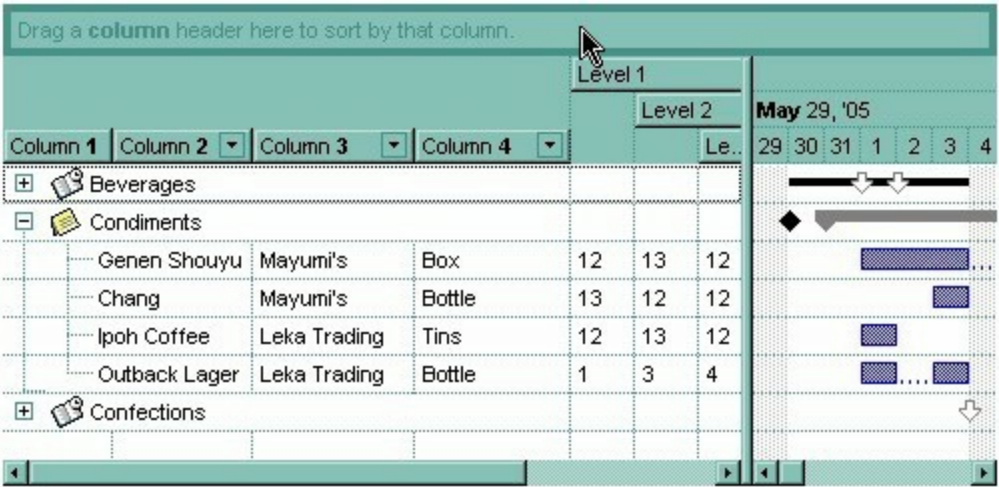 Drag a column header here to sort by that column.
Level 1
Level 2
May 29, '05
Column 1 Column 2 Column 3 Column 4 Le.. 29 30 31 1 2 3 4
Beverages
Condiments
Genen Shouyu Mayumi's Box 12 13 12
Chang Mayumi's Bottle 13 12 12
Ipoh Coffee Leka Trading Tins 12 13 12
Outback Lager Leka Trading Bottle 1 3 4
Confections